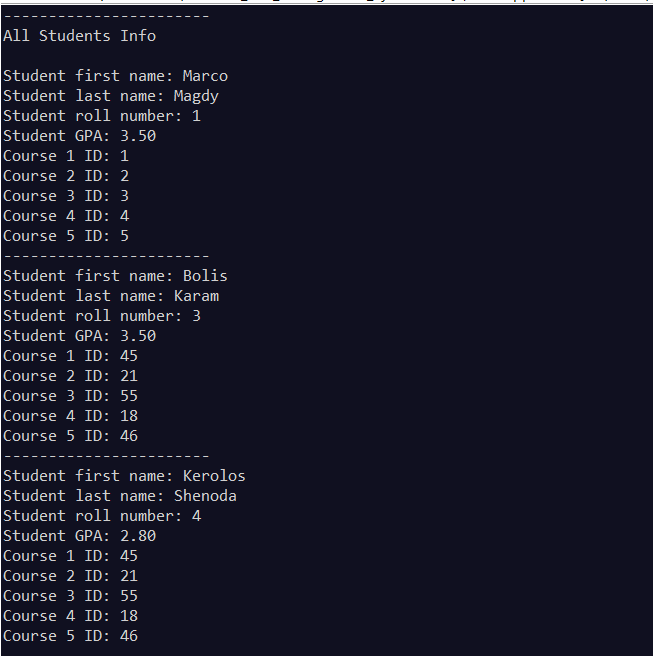 -----------------------
All Students Info
Student first name: Marco
Student last name: Magdy
Student roll number: 1
Student GPA: 3.50
Course 1 ID: 1
Course 2 ID: 2
Course 3 ID: 3
Course 4 ID: 4
Course 5 ID: 5
-----------------------
Student first name: Bolis
Student last name: Karam
Student roll number: 3
Student GPA: 3.50
Course 1 ID: 45
Course 2 ID: 21
Course 3 ID: 55
Course 4 ID: 18
Course 5 ID: 46
-----------------------
Student first name: Kerolos
Student last name: Shenoda
Student roll number: 4
Student GPA: 2.80
Course 1 ID: 45
Course 2 ID: 21
Course 3 ID: 55
Course 4 ID: 18
Course 5 ID: 46